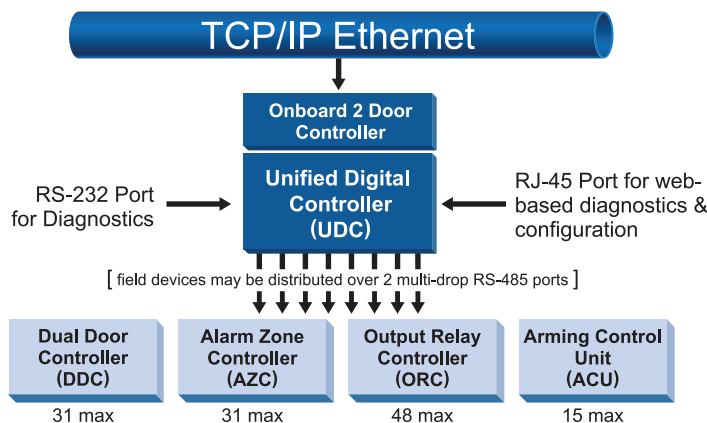 TCP/IP Ethernet
Onboard 2 Door
Controller
Unified Digital
Controller
(UDC)
RS-232 Port
for Diagnostics
RJ-45 Port for web-
based diagnostics &
configuration
[ field devices may be distributed over 2 multi-drop RS-485 ports ]
Dual Door
Controller
(DDC)
31 max
Alarm Zone
Controller
(AZC)
31 max
Output Relay
Controller
(ORC)
48 max
Arming Control
Unit
(ACU)
15 max